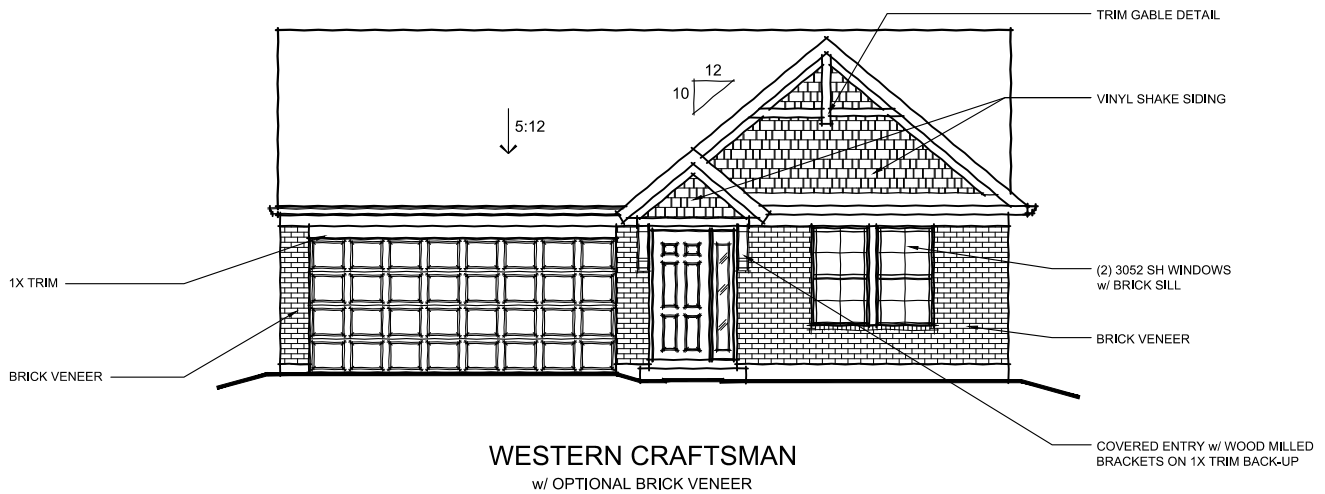 TRIM GABLE DETAIL
12
10
VINYL SHAKE SIDING
5:12
1X TRIM
(2) 3052 SH WINDOWS
w/ BRICK SILL
BRICK VENEER
BRICK VENEER
COVERED ENTRY w/ WOOD MILLED
BRACKETS ON 1X TRIM BACK-UP
WESTERN CRAFTSMAN
w/ OPTIONAL BRICK VENEER